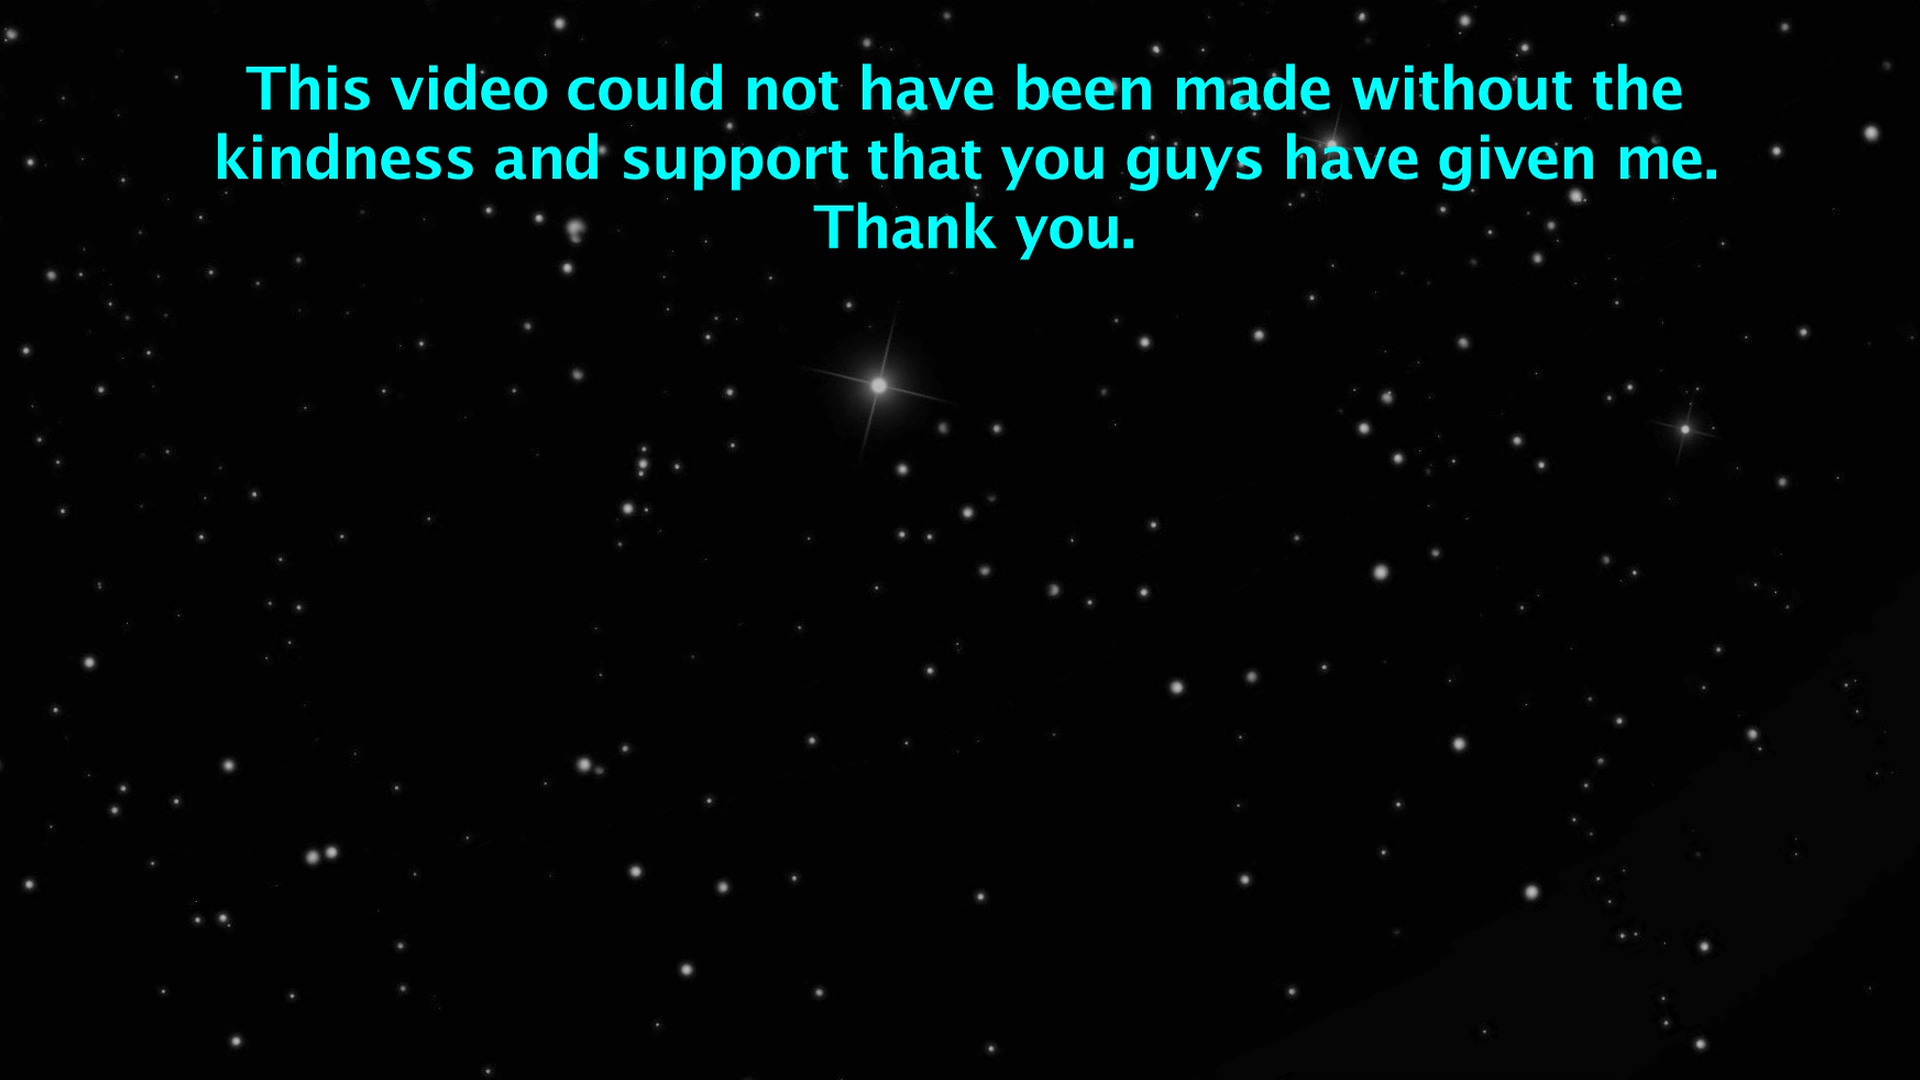 This video could not have been made without the
kindness and support that you guys have given me.
Thank you.